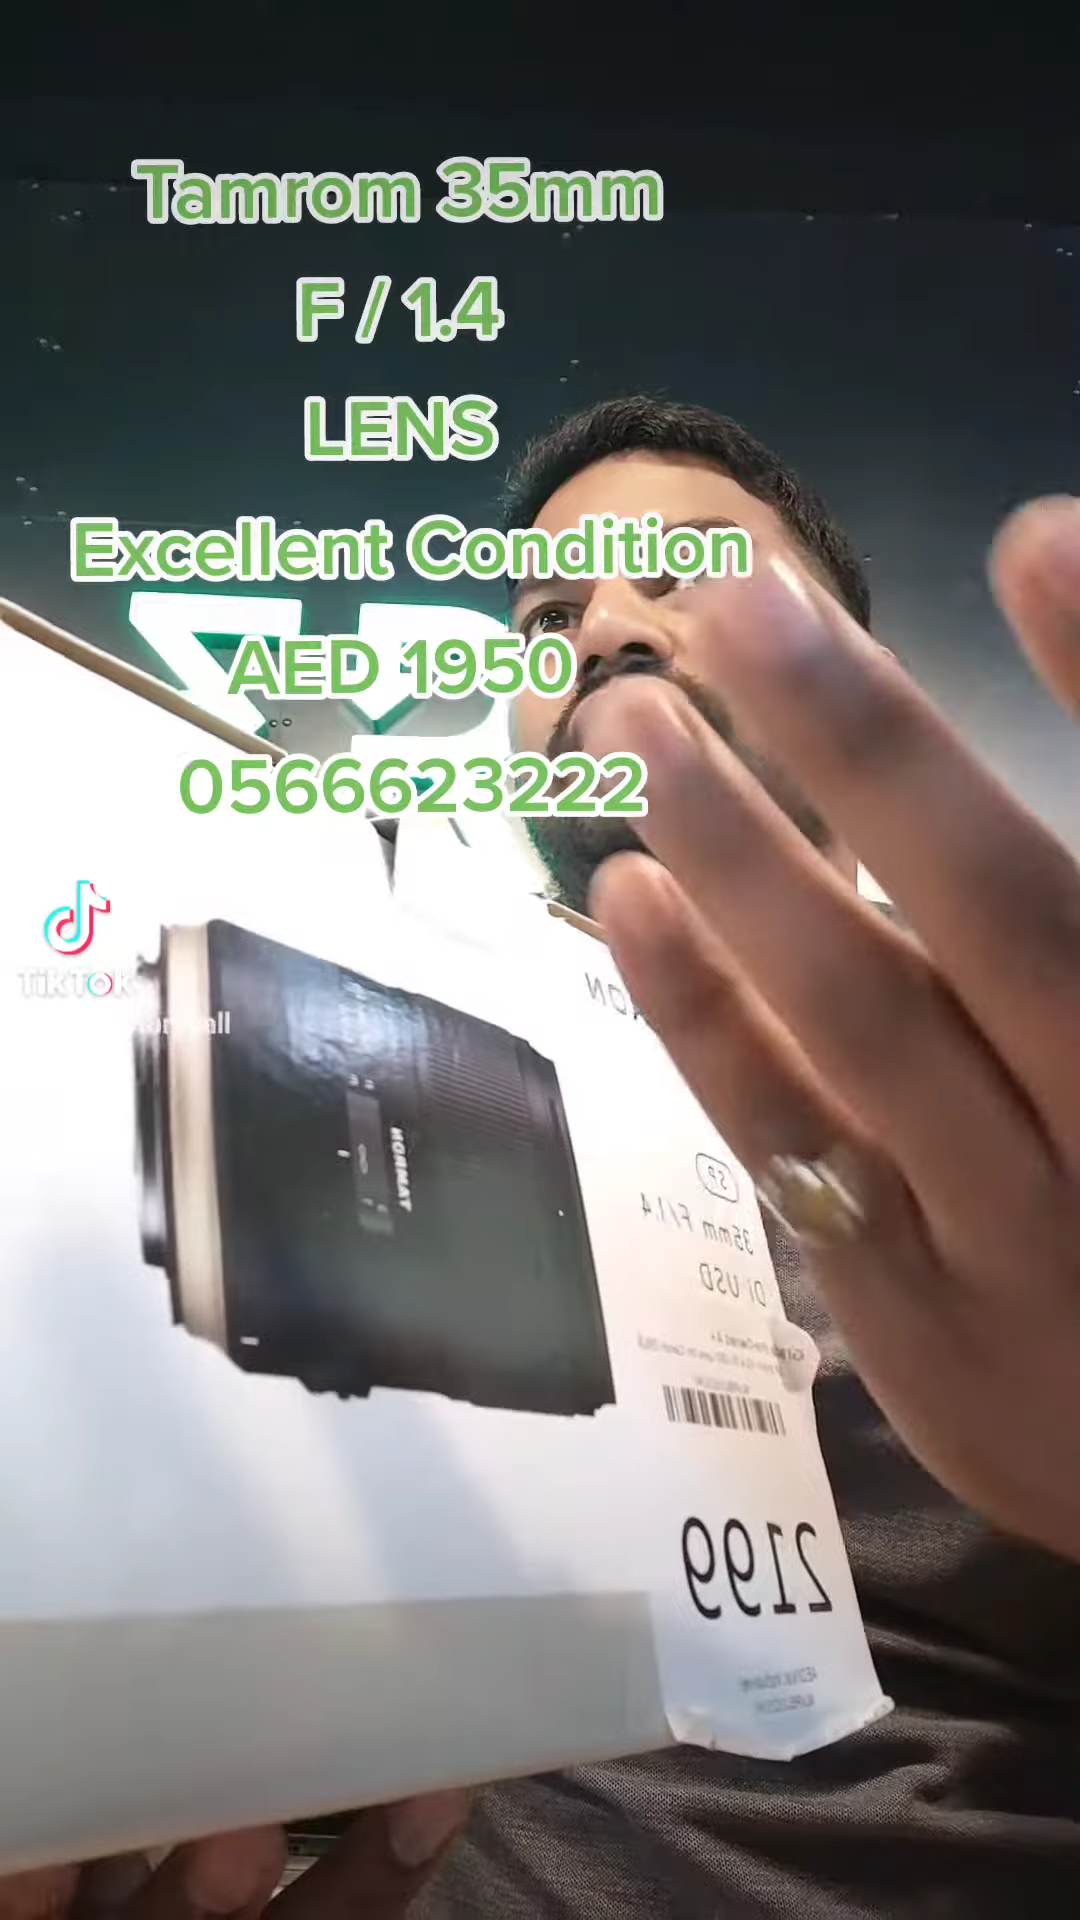 Tamrom 35mm
F / 1.4
LENS
Excellent Condition
AED 1950
0566623222
TikTok
TAMRON
SP
35mm F/1.4
Di USD
2199